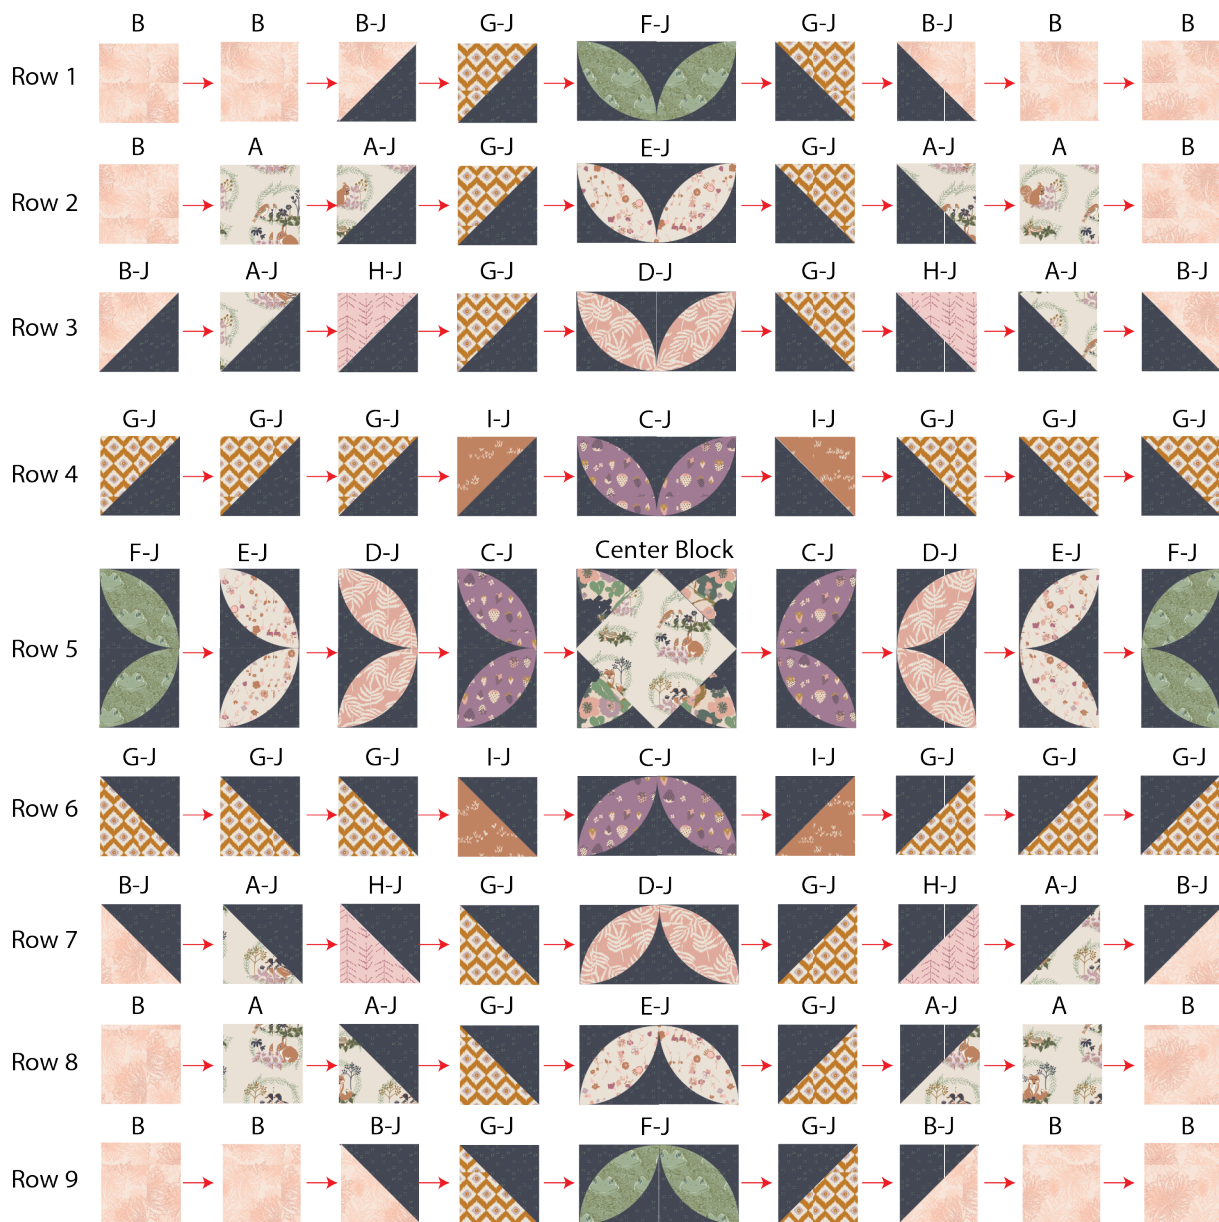 B B B-J G-J F-J G-J B-J B B
Row 1
B A A-J G-J E-J G-J A-J A B
Row 2
B-J A-J H-J G-J D-J G-J H-J A-J B-J
Row 3
G-J G-J G-J I-J C-J I-J G-J G-J G-J
Row 4
F-J E-J D-J C-J Center Block C-J D-J E-J F-J
Row 5
G-J G-J G-J I-J C-J I-J G-J G-J G-J
Row 6
B-J A-J H-J G-J D-J G-J H-J A-J B-J
Row 7
B A A-J G-J E-J G-J A-J A B
Row 8
B B B-J G-J F-J G-J B-J B B
Row 9